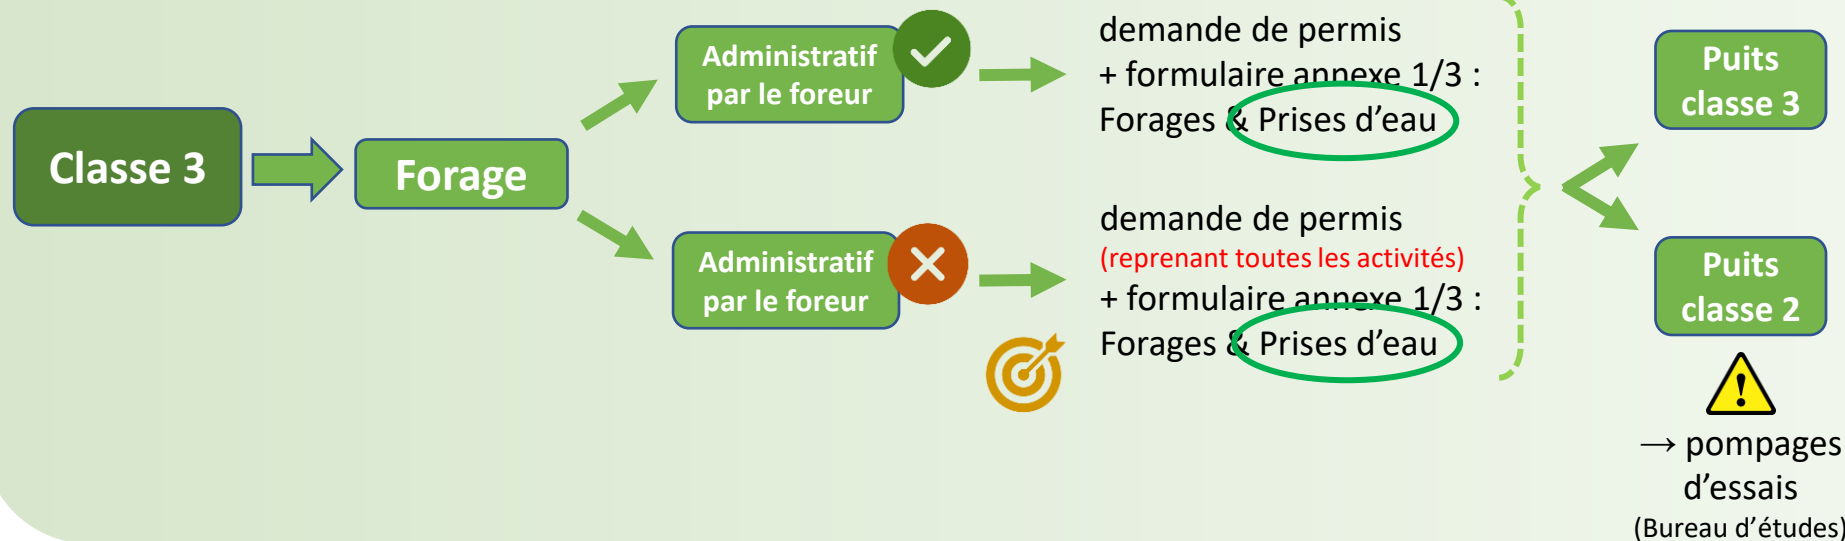 Classe 3
Forage
Administratif
par le foreur
demande de permis
+ formulaire annexe 1/3 :
Forages & Prises d’eau
Administratif
par le foreur
demande de permis
(reprenant toutes les activités)
+ formulaire annexe 1/3 :
Forages & Prises d’eau
Puits
classe 3
Puits
classe 2
→ pompages
d’essais
(Bureau d’études)